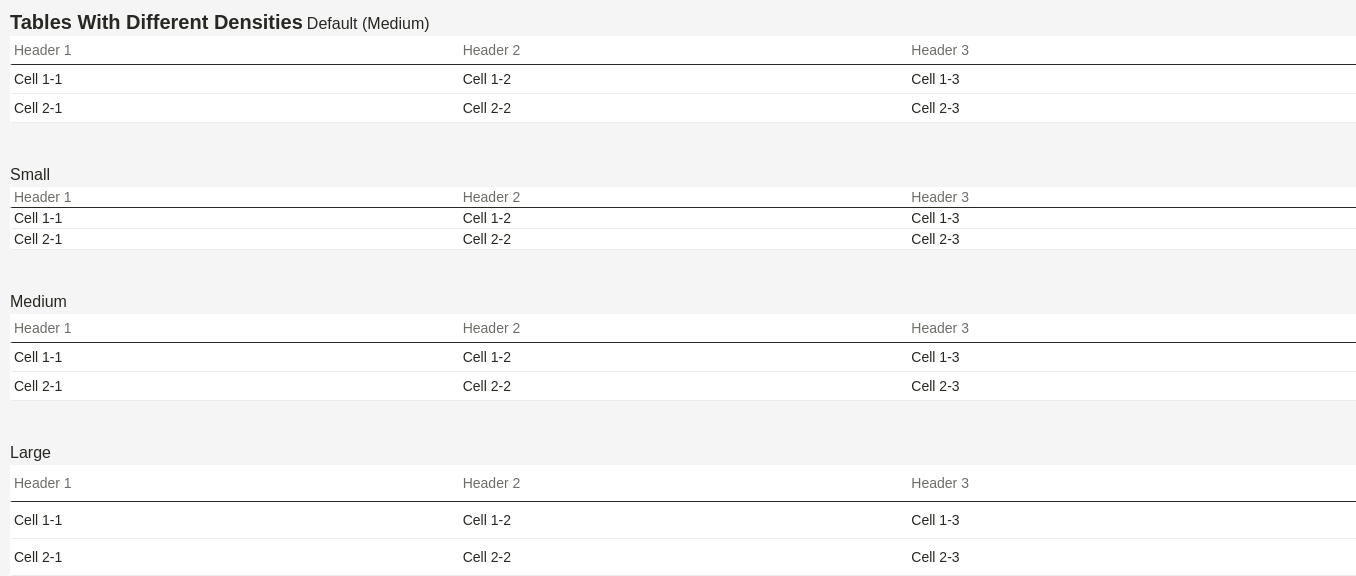 Tables With Different Densities Default (Medium)
Header 1 Header 2 Header 3
Cell 1-1 Cell 1-2 Cell 1-3
Cell 2-1 Cell 2-2 Cell 2-3
Small
Header 1 Header 2 Header 3
Cell 1-1 Cell 1-2 Cell 1-3
Cell 2-1 Cell 2-2 Cell 2-3
Medium
Header 1 Header 2 Header 3
Cell 1-1 Cell 1-2 Cell 1-3
Cell 2-1 Cell 2-2 Cell 2-3
Large
Header 1 Header 2 Header 3
Cell 1-1 Cell 1-2 Cell 1-3
Cell 2-1 Cell 2-2 Cell 2-3